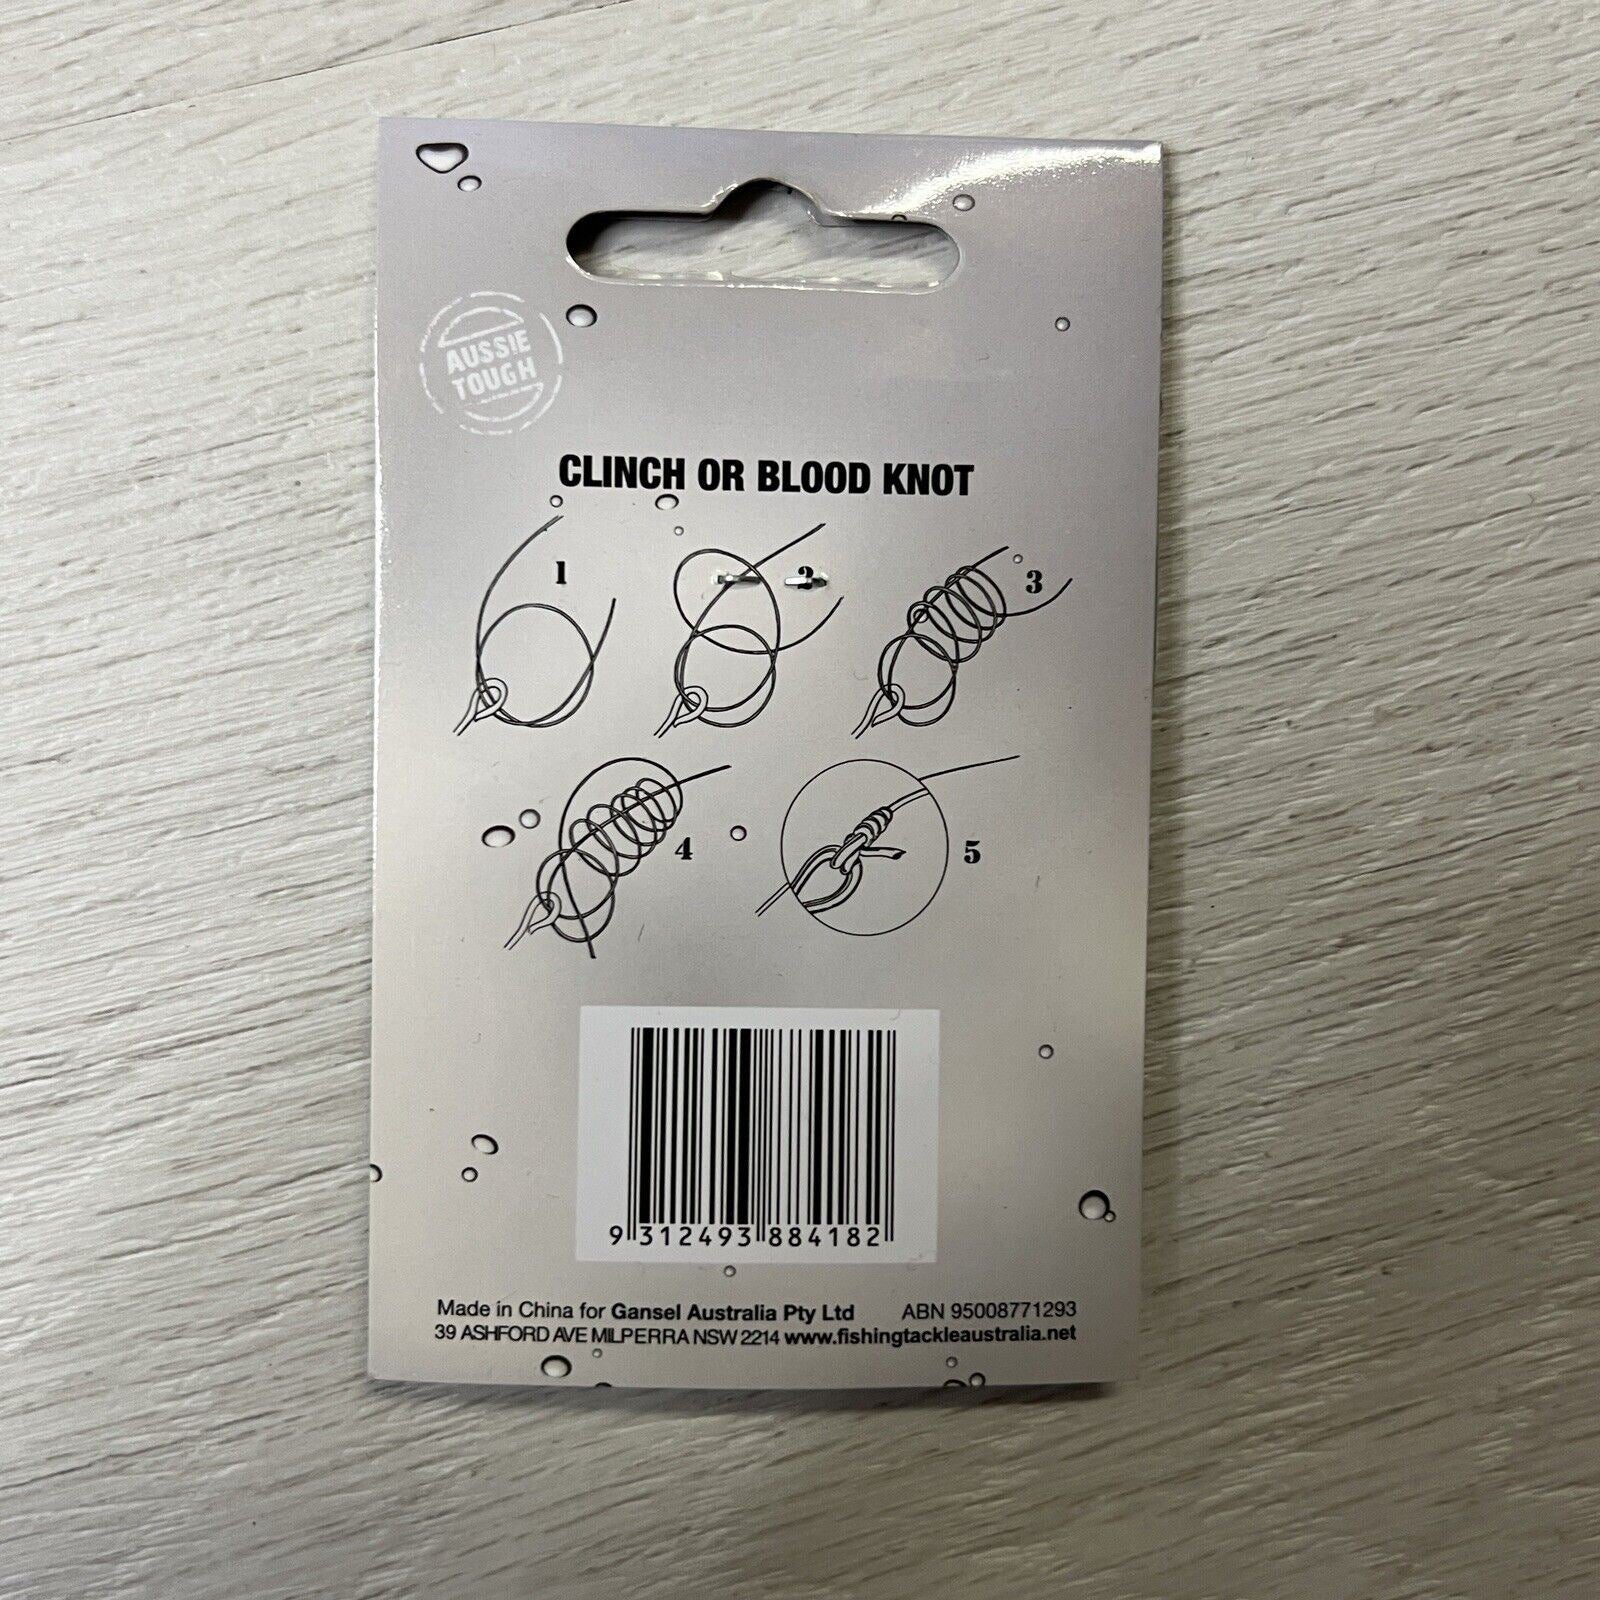 AUSSIE
TOUGH
CLINCH OR BLOOD KNOT
1
2
3
4
5
9 312493 884182
Made in China for Gansel Australia Pty Ltd ABN 95008771293
39 ASHFORD AVE MILPERRA NSW 2214 www.fishingtackleaustralia.net